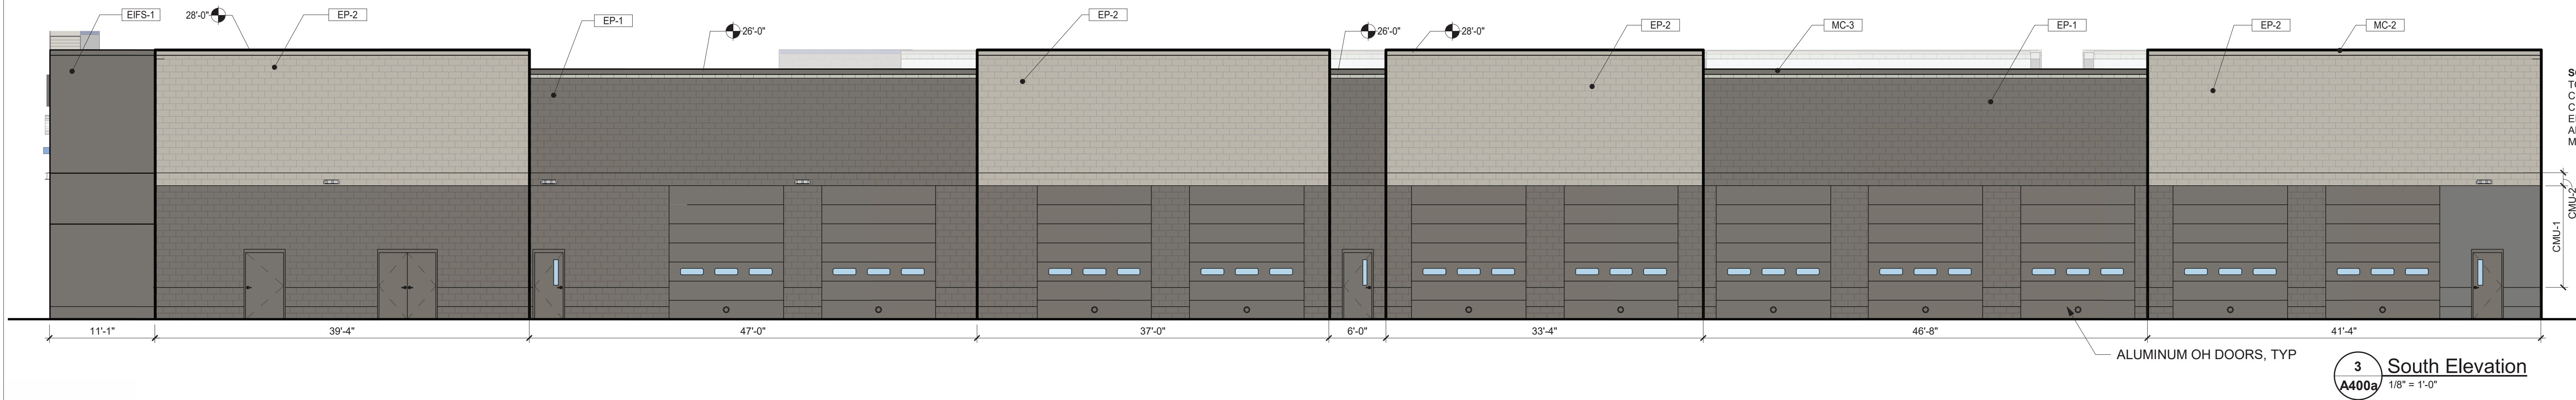 EIFS-1
28'-0"
EP-2
EP-1
26'-0"
EP-2
26'-0"
28'-0"
EP-2
MC-3
EP-1
EP-2
MC-2
CMU-2
CMU-1
11'-1"
39'-4"
47'-0"
37'-0"
6'-0"
33'-4"
46'-8"
41'-4"
ALUMINUM OH DOORS, TYP
3
A400a
South Elevation
1/8" = 1'-0"